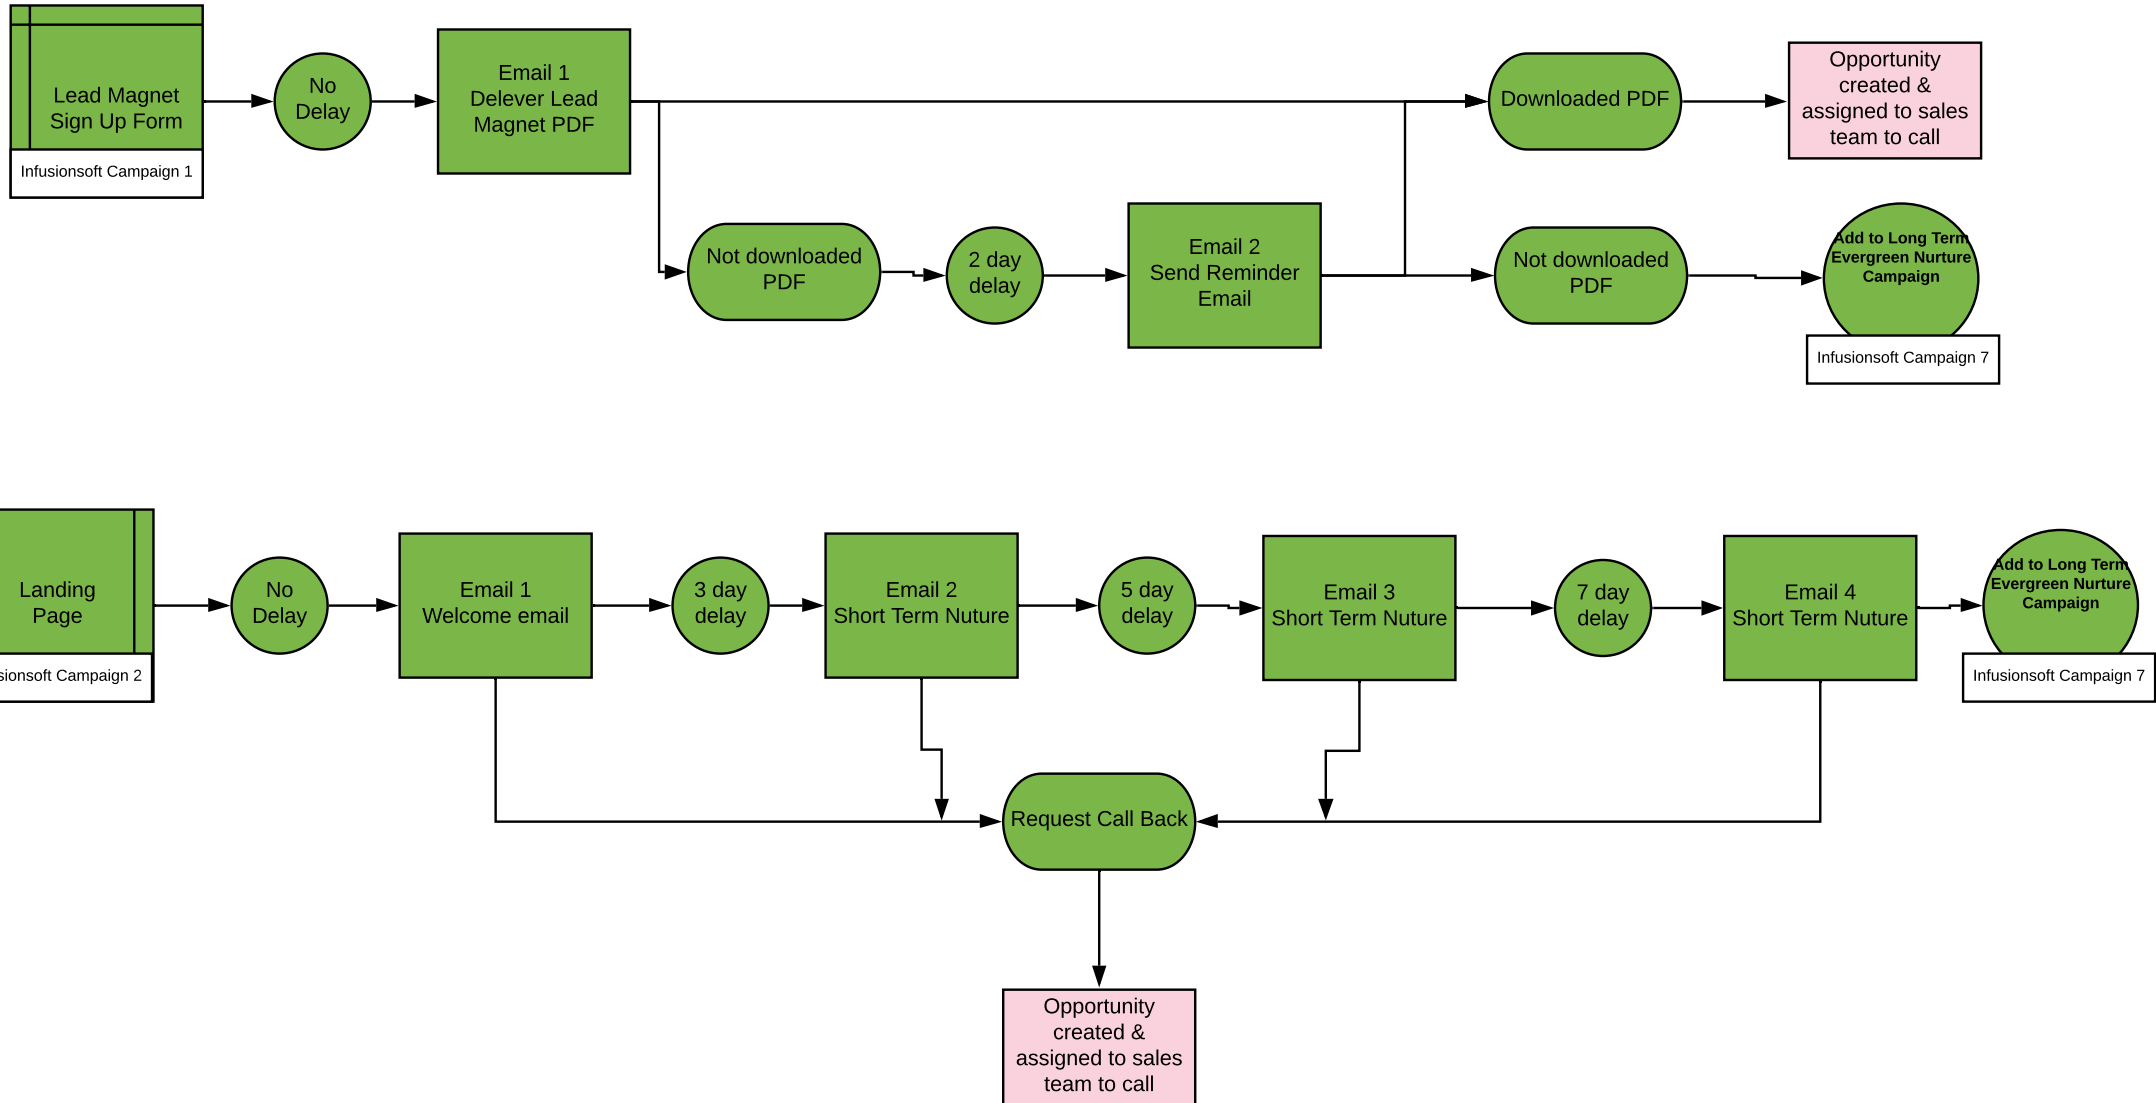 Lead Magnet
Sign Up Form
Infusionsoft Campaign 1
No
Delay
Email 1
Delever Lead
Magnet PDF
Downloaded PDF
Opportunity
created &
assigned to sales
team to call
Not downloaded
PDF
2 day
delay
Email 2
Send Reminder
Email
Not downloaded
PDF
Add to Long Term
Evergreen Nurture
Campaign
Infusionsoft Campaign 7
Landing
Page
sionsoft Campaign 2
No
Delay
Email 1
Welcome email
3 day
delay
Email 2
Short Term Nuture
5 day
delay
Email 3
Short Term Nuture
7 day
delay
Email 4
Short Term Nuture
Add to Long Term
Evergreen Nurture
Campaign
Infusionsoft Campaign 7
Request Call Back
Opportunity
created &
assigned to sales
team to call